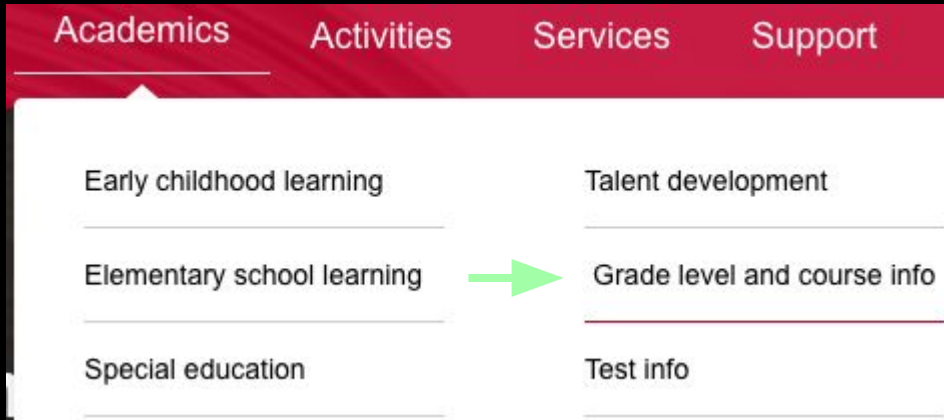 Academics Activities Services Support
Early childhood learning Talent development
Elementary school learning Grade level and course info
Special education Test info